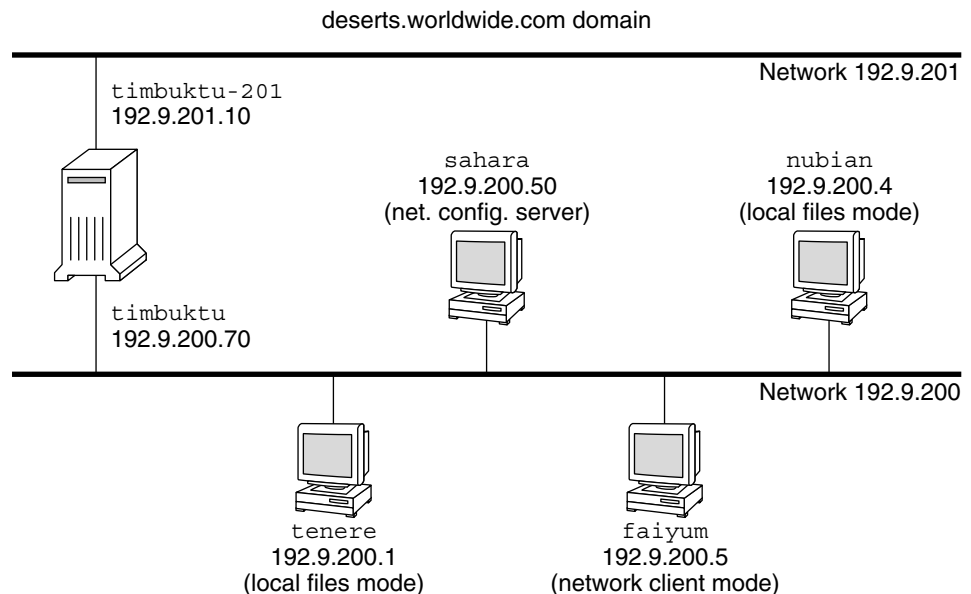 deserts.worldwide.com domain
Network 192.9.201
timbuktu-201
192.9.201.10
sahara
192.9.200.50
(net. config. server)
nubian
192.9.200.4
(local files mode)
timbuktu
192.9.200.70
Network 192.9.200
tenere
192.9.200.1
(local files mode)
faiyum
192.9.200.5
(network client mode)